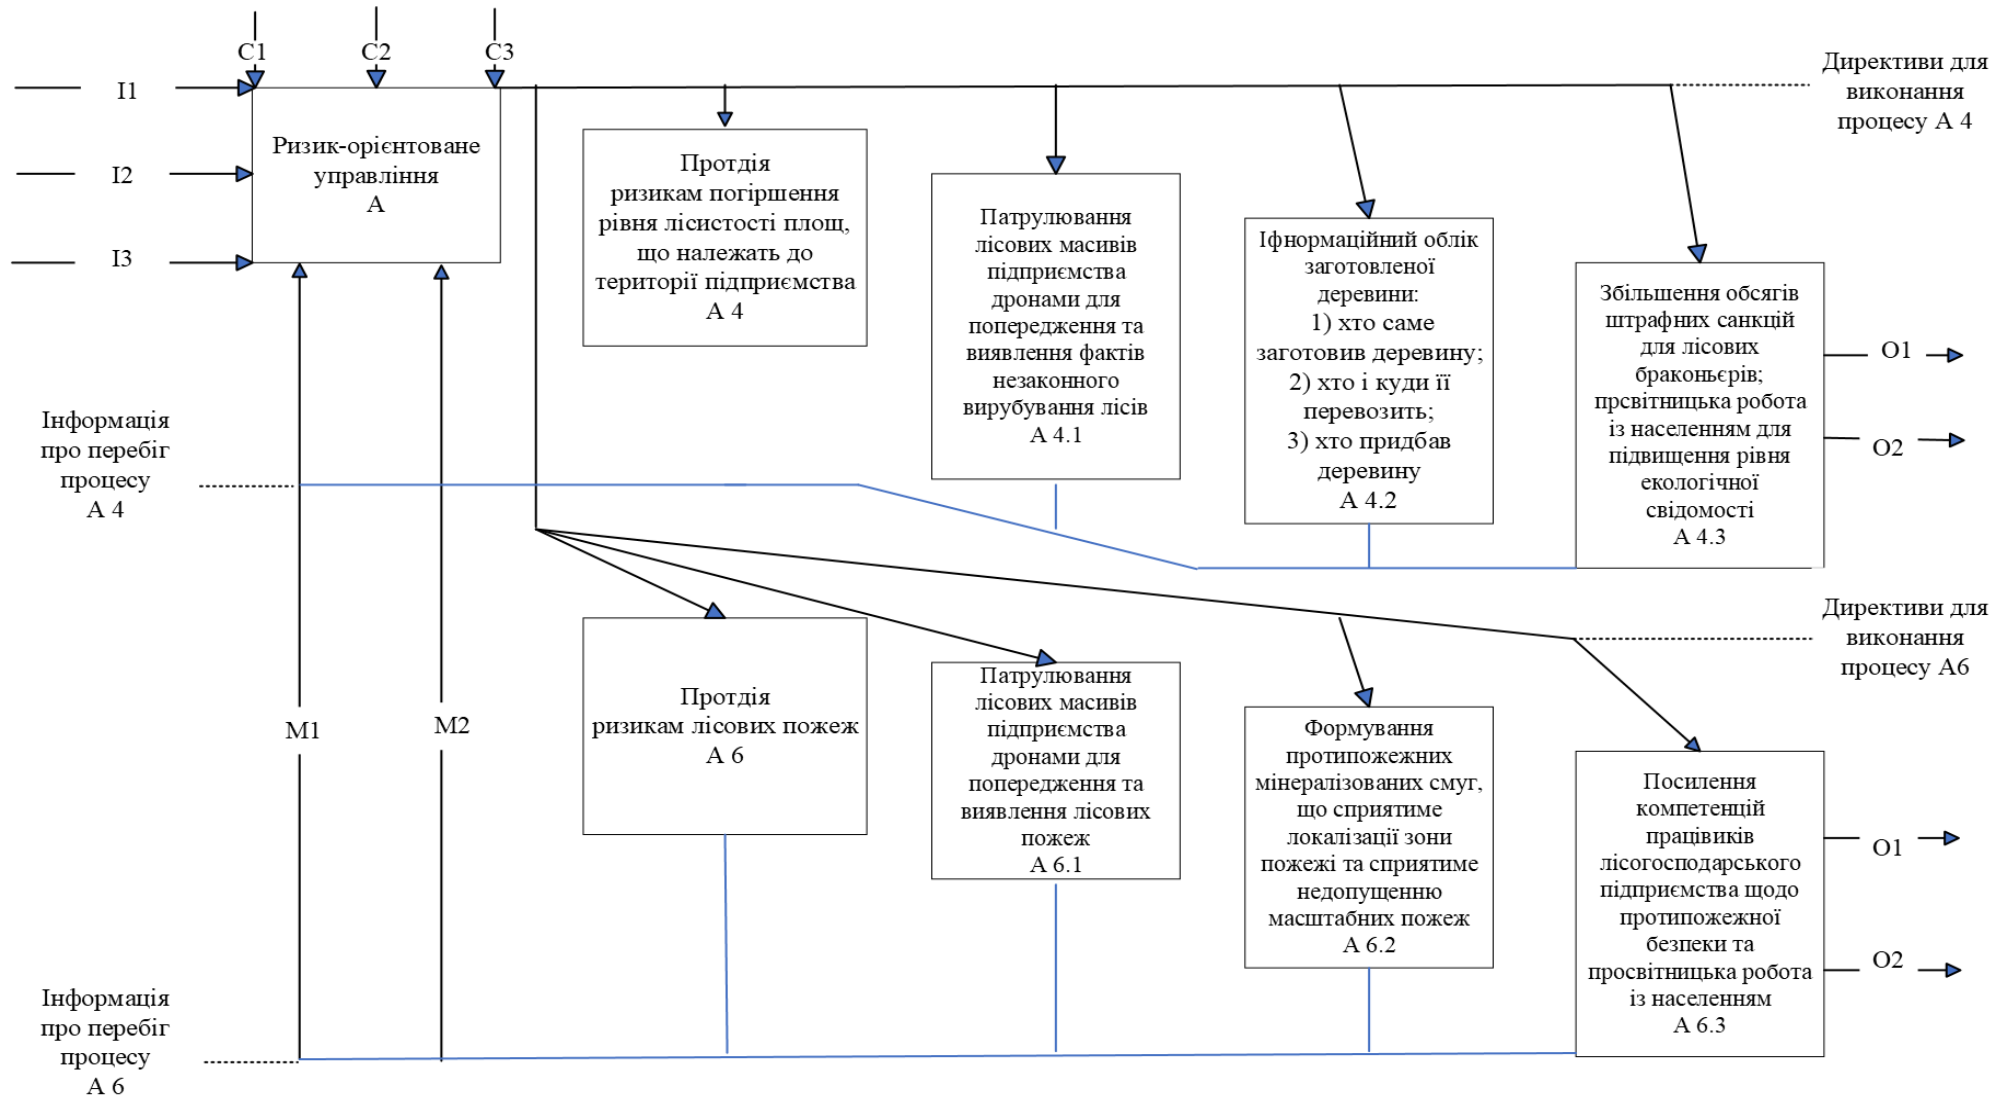 C1
C2
C3
I1
I2
I3
Ризик-орієнтоване
управління
А
Директиви для
виконання
процесу А 4
Протдія
ризикам погіршення
рівня лісистості площ,
що належать до
території підприємства
А 4
Патрулювання
лісових масивів
підприємства
дронами для
попередження та
виявлення фактів
незаконного
вирубування лісів
А 4.1
Іфнормаційний облік
заготовленої
деревини:
1) хто саме
заготовив деревину;
2) хто і куди її
перевозить;
3) хто придбав
деревину
А 4.2
Збільшення обсягів
штрафних санкцій
для лісових
браконьєрів;
прсвітницька робота
із населенням для
підвищення рівня
екологічної
свідомості
А 4.3
О1
О2
Інформація
про перебіг
процесу
А 4
Директиви для
виконання
процесу А6
Протдія
ризикам лісових пожеж
А 6
Патрулювання
лісових масивів
підприємства
дронами для
попередження та
виявлення лісових
пожеж
А 6.1
Формування
протипожежних
мінералізованих смуг,
що сприятиме
локалізації зони
пожежі та сприятиме
недопущенню
масштабних пожеж
А 6.2
Посилення
компетенцій
працівиків
лісогосподарського
підприємства щодо
протипожежної
безпеки та
просвітницька робота
із населенням
А 6.3
О1
О2
М1
М2
Інформація
про перебіг
процесу
А 6